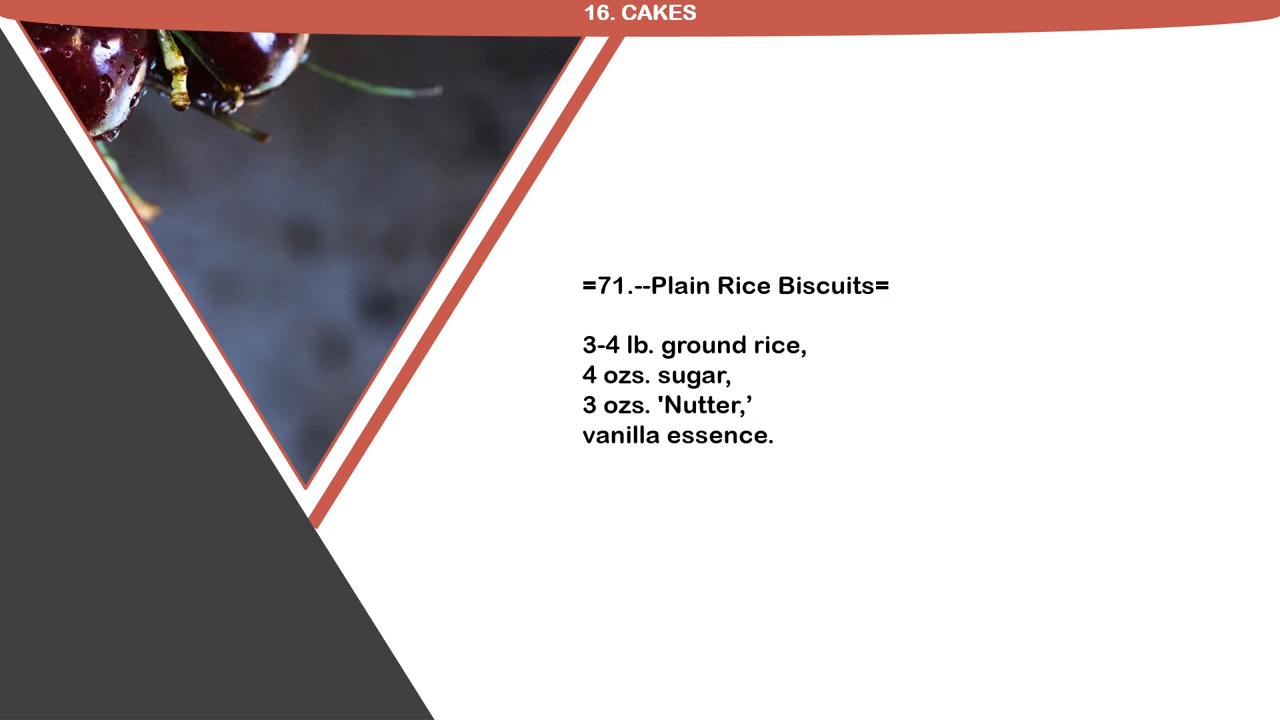 16. CAKES
=71.--Plain Rice Biscuits=
3-4 lb. ground rice,
4 ozs. sugar,
3 ozs. 'Nutter,’
vanilla essence.